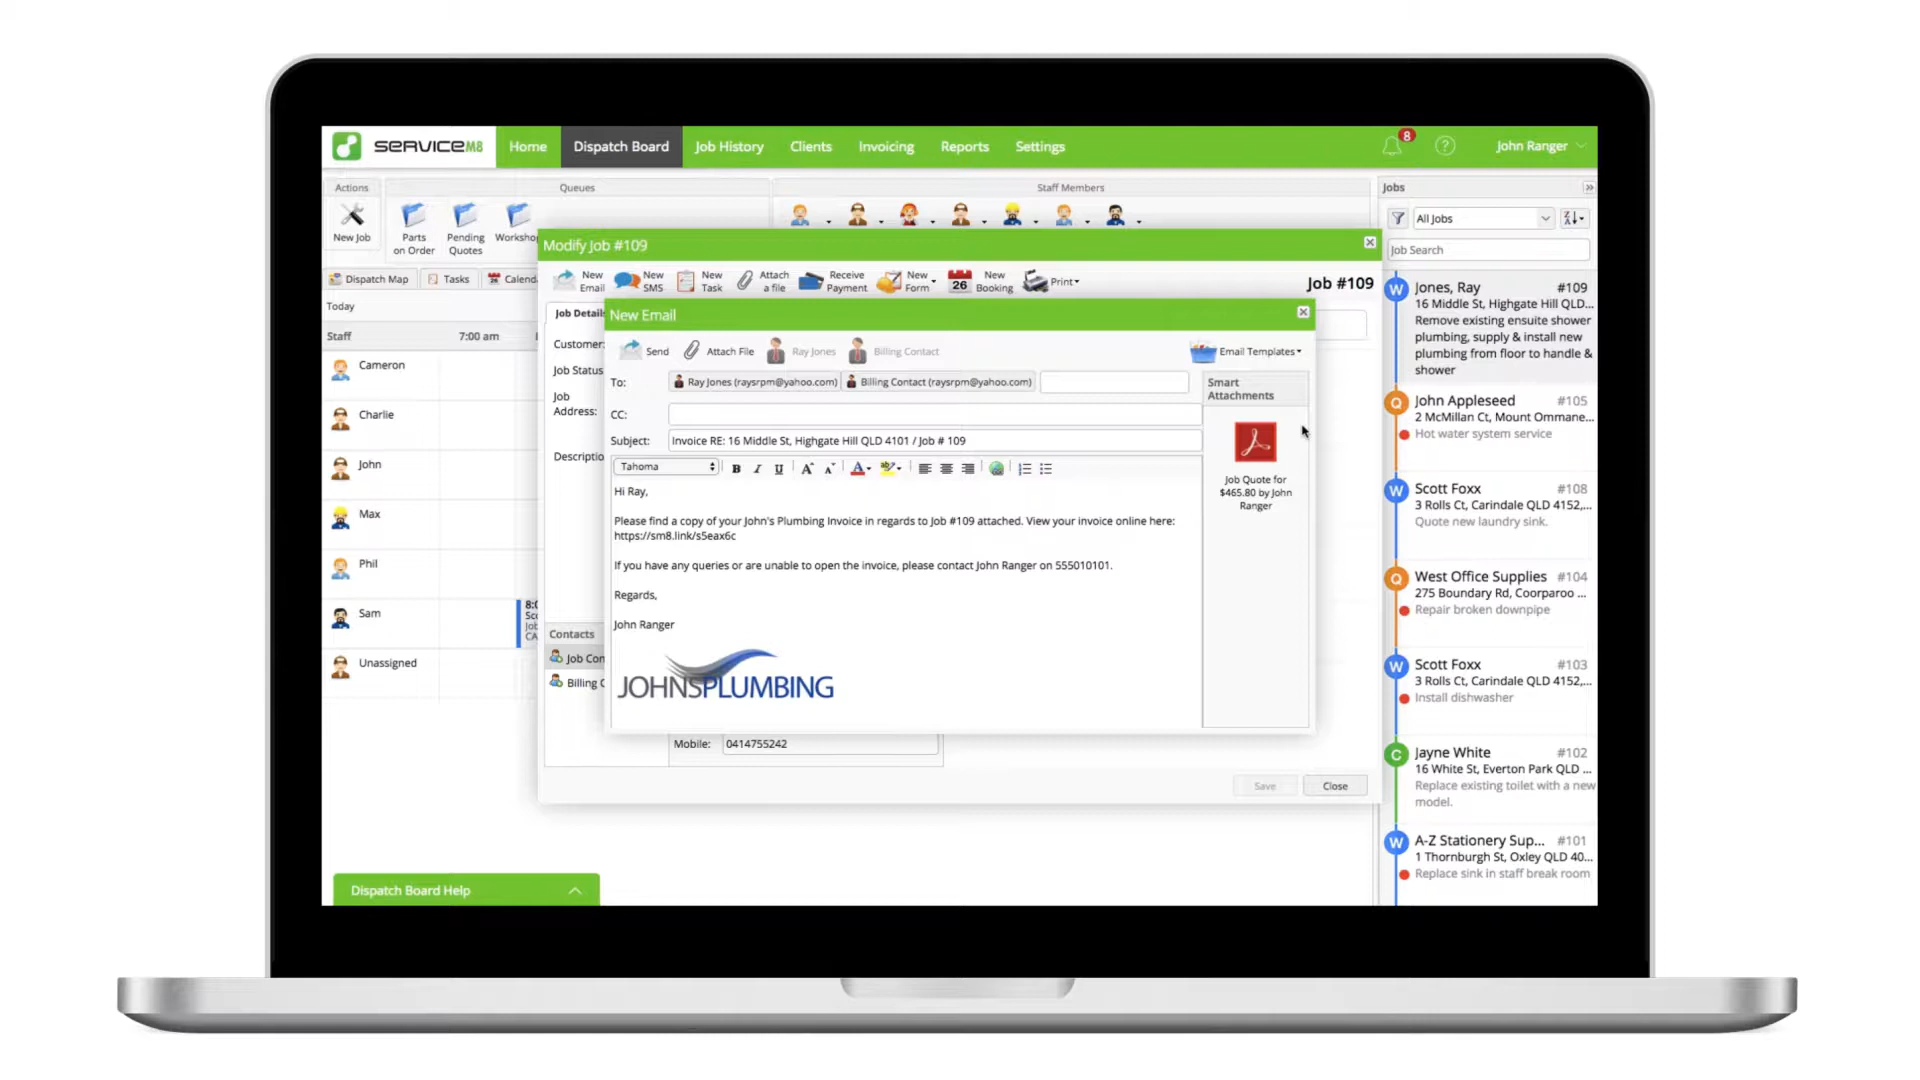 SERVICEM8
Home
Dispatch Board
Job History
Clients
Invoicing
Reports
Settings
8
?
John Ranger
Actions
Queues
Staff Members
Jobs
New Job
Parts
on Order
Pending
Quotes
Worksho
All Jobs
Job Search
Dispatch Map
Tasks
Calend
Today
Staff
7:00 am
Cameron
Charlie
John
Max
Phil
Sam
8:0
Sco
Job
CA
Unassigned
Modify Job #109
New
Email
New
SMS
New
Task
Attach
a file
Receive
Payment
New
Form
26
New
Booking
Print
Job #109
Job Details
Customer:
Job Status
Job
Address:
Descriptio
Contacts
Job Con
Billing C
Mobile:
0414755242
Save
Close
New Email
Send
Attach File
Ray Jones
Billing Contact
Email Templates
To:
Ray Jones (raysrpm@yahoo.com)
Billing Contact (raysrpm@yahoo.com)
CC:
Subject:
Invoice RE: 16 Middle St, Highgate Hill QLD 4101 / Job # 109
Smart
Attachments
Job Quote for
$465.80 by John
Ranger
Tahoma
B
I
U
A
A
A
ab
Hi Ray,
Please find a copy of your John's Plumbing Invoice in regards to Job #109 attached. View your invoice online here:
https://sm8.link/s5eax6c
If you have any queries or are unable to open the invoice, please contact John Ranger on 555010101.
Regards,
John Ranger
JOHNSPLUMBING
W
Jones, Ray #109
16 Middle St, Highgate Hill QLD...
Remove existing ensuite shower
plumbing, supply & install new
plumbing from floor to handle &
shower
Q
John Appleseed #105
2 McMillan Ct, Mount Ommane...
Hot water system service
W
Scott Foxx #108
3 Rolls Ct, Carindale QLD 4152,...
Quote new laundry sink.
Q
West Office Supplies #104
275 Boundary Rd, Coorparoo ...
Repair broken downpipe
W
Scott Foxx #103
3 Rolls Ct, Carindale QLD 4152,...
Install dishwasher
C
Jayne White #102
16 White St, Everton Park QLD ...
Replace existing toilet with a new
model.
W
A-Z Stationery Sup... #101
1 Thornburgh St, Oxley QLD 40...
Replace sink in staff break room
Dispatch Board Help